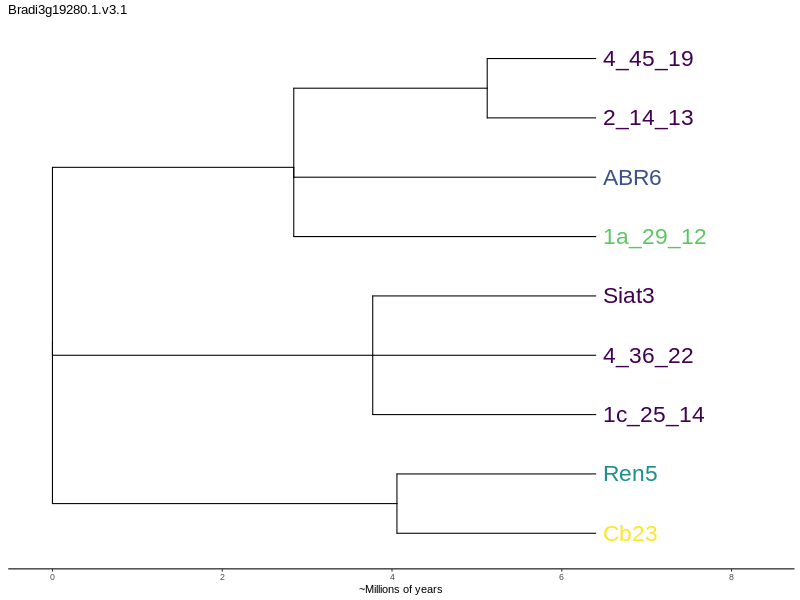 Bradi3g19280.1.v3.1
4_45_19
2_14_13
ABR6
1a_29_12
Siat3
4_36_22
1c_25_14
Ren5
Cb23
0 2 4 6 8
~Millions of years